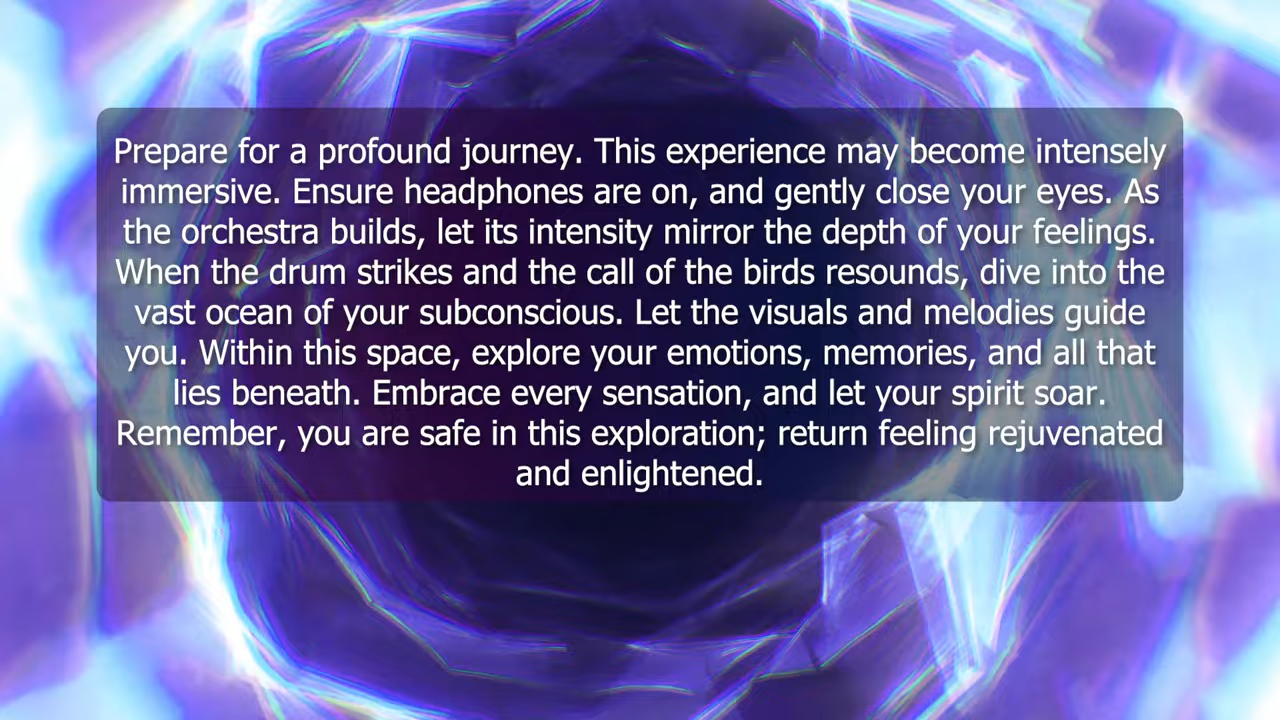 Prepare for a profound journey. This experience may become intensely
immersive. Ensure headphones are on, and gently close your eyes. As
the orchestra builds, let its intensity mirror the depth of your feelings.
When the drum strikes and the call of the birds resounds, dive into the
vast ocean of your subconscious. Let the visuals and melodies guide
you. Within this space, explore your emotions, memories, and all that
lies beneath. Embrace every sensation, and let your spirit soar.
Remember, you are safe in this exploration; return feeling rejuvenated
and enlightened.